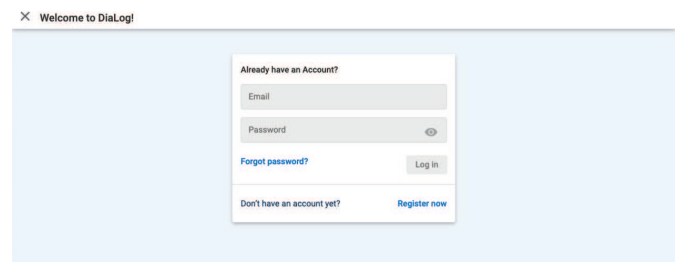 Welcome to DiaLog!
Already have an Account?
Email
Password
Forgot password?
Log in
Don't have an account yet?
Register now